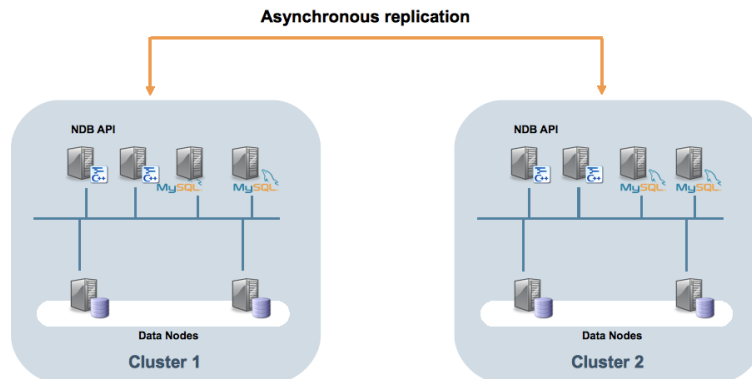 Asynchronous replication
NDB API
C++
C++
MySQL
MySQL
Data Nodes
Cluster 1
NDB API
C++
C++
MySQL
MySQL
Data Nodes
Cluster 2